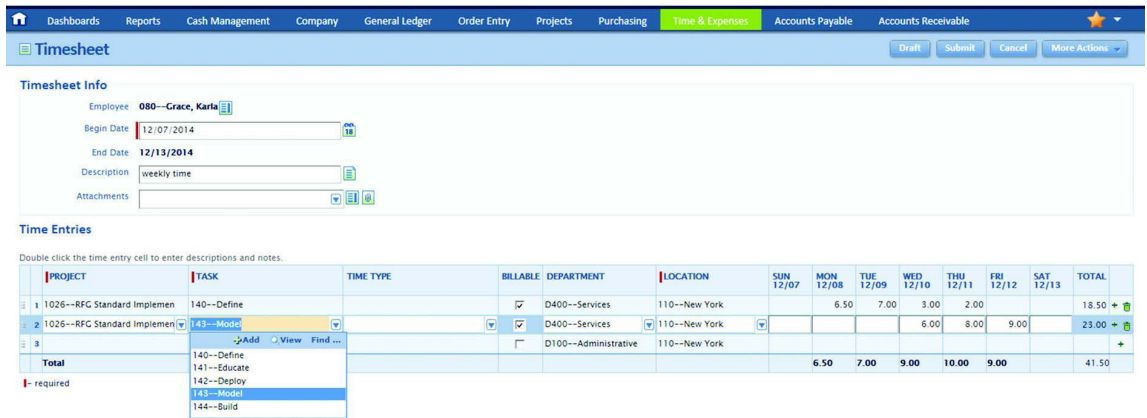 Dashboards Reports Cash Management Company General Ledger Order Entry Projects Purchasing Time & Expenses Accounts Payable Accounts Receivable
Timesheet Draft Submit Cancel More Actions
Timesheet Info
Employee 080--Grace, Karla
Begin Date 12/07/2014 18
End Date 12/13/2014
Description weekly time
Attachments
Time Entries
Double click the time entry cell to enter descriptions and notes.
PROJECT TASK TIME TYPE BILLABLE DEPARTMENT LOCATION SUN 12/07 MON 12/08 TUE 12/09 WED 12/10 THU 12/11 FRI 12/12 SAT 12/13 TOTAL
1 1026--RFG Standard Implemen 140--Define D400--Services 110--New York 6.50 7.00 3.00 2.00 18.50 +
2 1026--RFG Standard Implemen 143--Model D400--Services 110--New York 6.00 8.00 9.00 23.00 +
3 D100--Administrative 110--New York +
Add View Find ...
Total 6.50 7.00 9.00 10.00 9.00 41.50
140--Define
141--Educate
142--Deploy
143--Model
144--Build
- required